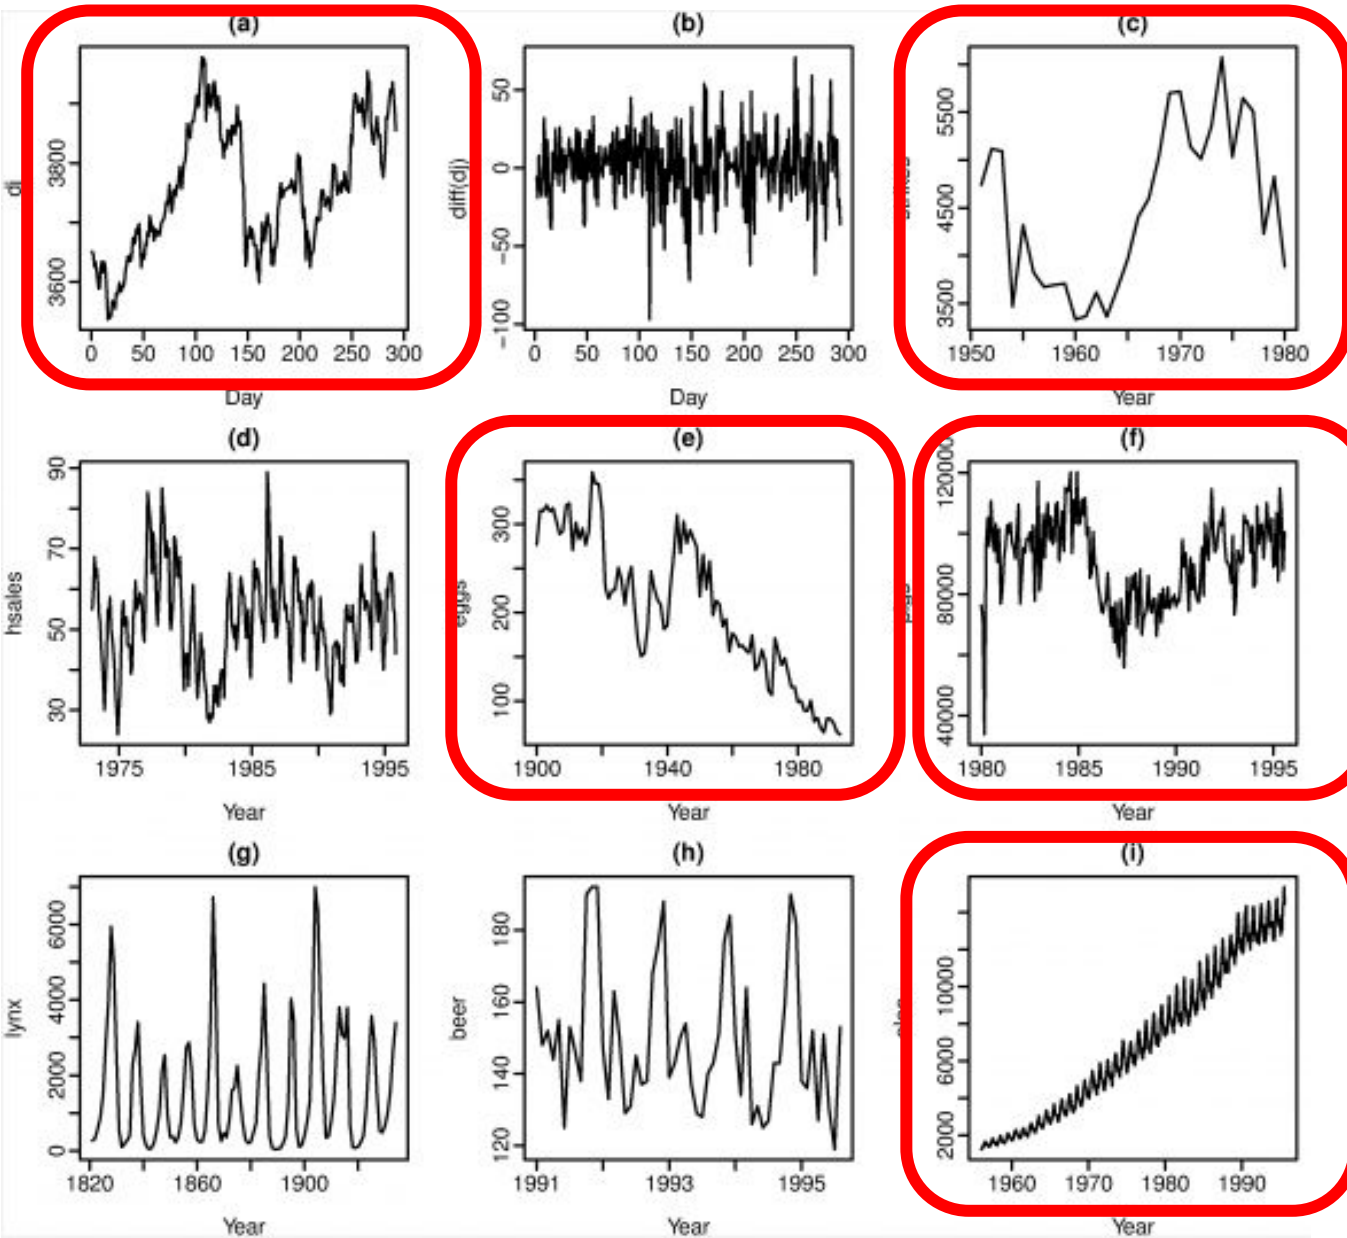 (a)
dj
3600 3800
0 50 100 150 200 250 300
Day
(b)
diff(dj)
−100 −50 0 50
0 50 100 150 200 250 300
Day
(c)
3500 4500 5500
1950 1960 1970 1980
Year
(d)
hsales
30 50 70 90
1975 1985 1995
Year
(e)
eggs
100 200 300
1900 1940 1980
Year
(f)
40000 80000 120000
1980 1985 1990 1995
Year
(g)
lynx
0 2000 4000 6000
1820 1860 1900
Year
(h)
beer
120 140 160 180
1991 1993 1995
Year
(i)
2000 6000 10000
1960 1970 1980 1990
Year